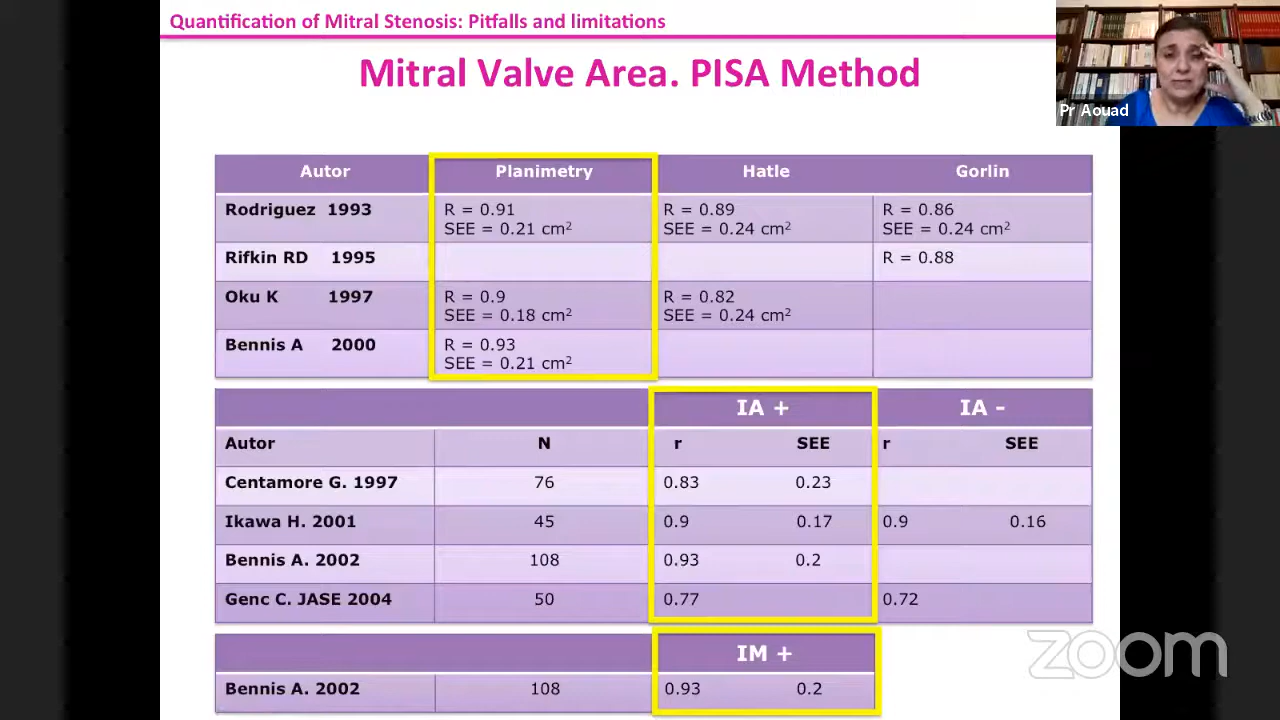 Quantification of Mitral Stenosis: Pitfalls and limitations
Mitral Valve Area. PISA Method
Pr Aouad
Autor Planimetry Hatle Gorlin
Rodriguez 1993 R = 0.91 R = 0.89 R = 0.86
SEE = 0.21 cm² SEE = 0.24 cm² SEE = 0.24 cm²
Rifkin RD 1995 R = 0.88
Oku K 1997 R = 0.9 R = 0.82
SEE = 0.18 cm² SEE = 0.24 cm²
Bennis A 2000 R = 0.93
SEE = 0.21 cm²
IA + IA -
Autor N r SEE r SEE
Centamore G. 1997 76 0.83 0.23
Ikawa H. 2001 45 0.9 0.17 0.9 0.16
Bennis A. 2002 108 0.93 0.2
Genc C. JASE 2004 50 0.77 0.72
IM +
Bennis A. 2002 108 0.93 0.2
zoom